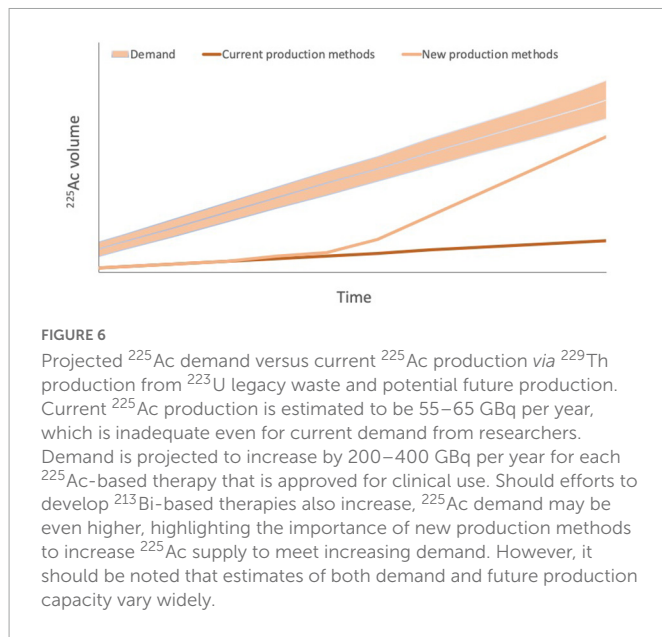 Demand Current production methods New production methods
²²⁵Ac volume
Time
FIGURE 6
Projected ²²⁵Ac demand versus current ²²⁵Ac production via ²²⁹Th
production from ²²³U legacy waste and potential future production.
Current ²²⁵Ac production is estimated to be 55–65 GBq per year,
which is inadequate even for current demand from researchers.
Demand is projected to increase by 200–400 GBq per year for each
²²⁵Ac-based therapy that is approved for clinical use. Should efforts to
develop ²¹³Bi-based therapies also increase, ²²⁵Ac demand may be
even higher, highlighting the importance of new production methods
to increase ²²⁵Ac supply to meet increasing demand. However, it
should be noted that estimates of both demand and future production
capacity vary widely.